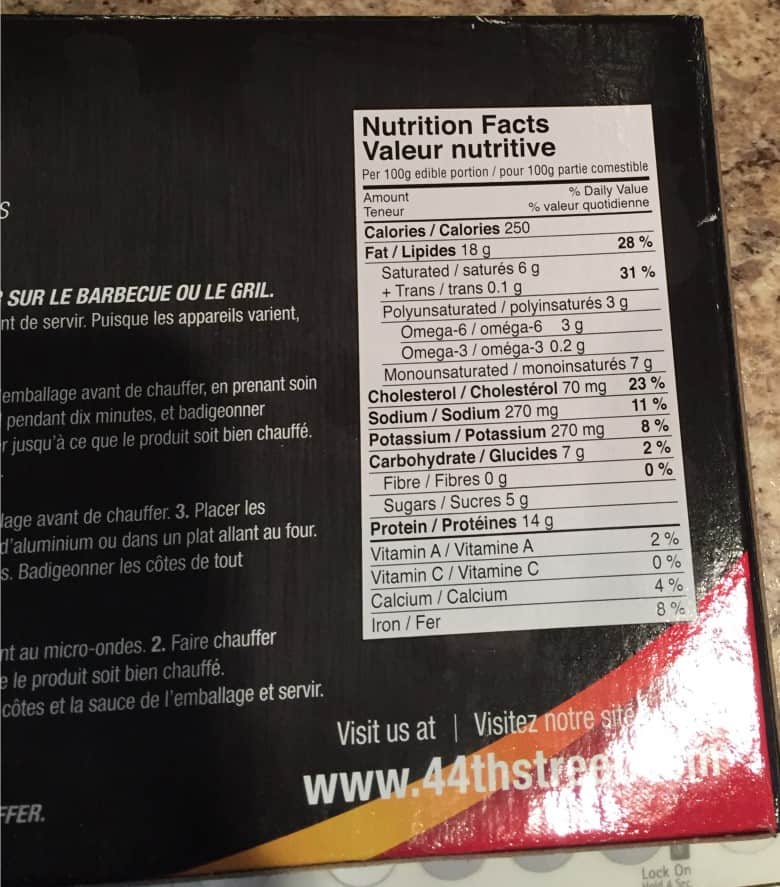 S
SUR LE BARBECUE OU LE GRIL.
nt de servir. Puisque les appareils varient,
emballage avant de chauffer, en prenant soin
pendant dix minutes, et badigeonner
r jusqu'à ce que le produit soit bien chauffé.
lage avant de chauffer. 3. Placer les
d'aluminium ou dans un plat allant au four.
s. Badigeonner les côtes de tout
nt au micro-ondes. 2. Faire chauffer
e le produit soit bien chauffé.
côtes et la sauce de l'emballage et servir.
FFER.
Nutrition Facts
Valeur nutritive
Per 100g edible portion / pour 100g partie comestible
Amount % Daily Value
Teneur % valeur quotidienne
Calories / Calories 250
Fat / Lipides 18 g 28 %
Saturated / saturés 6 g 31 %
+ Trans / trans 0.1 g
Polyunsaturated / polyinsaturés 3 g
Omega-6 / oméga-6 3 g
Omega-3 / oméga-3 0.2 g
Monounsaturated / monoinsaturés 7 g
Cholesterol / Cholestérol 70 mg 23 %
Sodium / Sodium 270 mg 11 %
Potassium / Potassium 270 mg 8 %
Carbohydrate / Glucides 7 g 2 %
Fibre / Fibres 0 g 0 %
Sugars / Sucres 5 g
Protein / Protéines 14 g
Vitamin A / Vitamine A 2 %
Vitamin C / Vitamine C 0 %
Calcium / Calcium 4 %
Iron / Fer 8 %
Visit us at | Visitez notre site
www.44thstree
Lock On